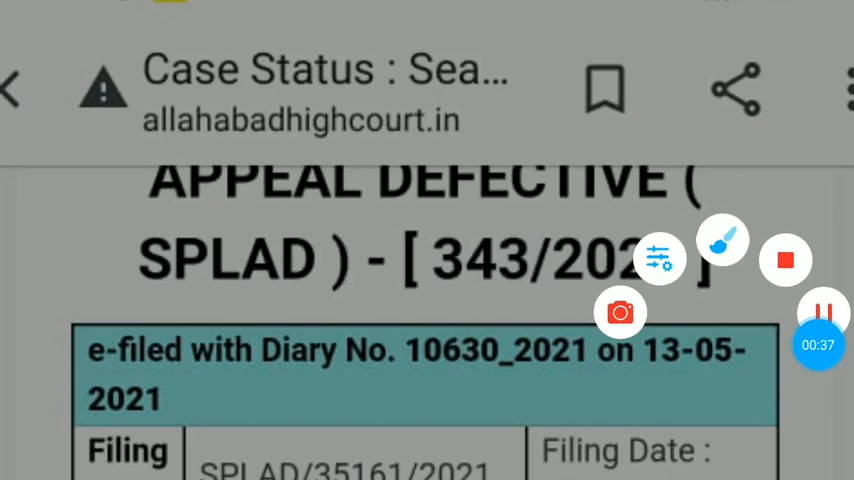 Case Status : Sea...
allahabadhighcourt.in
APPEAL DEFECTIVE (
SPLAD ) - [ 343/202 ]
e-filed with Diary No. 10630_2021 on 13-05-
2021
Filing
SPLAD/35161/2021
Filing Date :
00:37